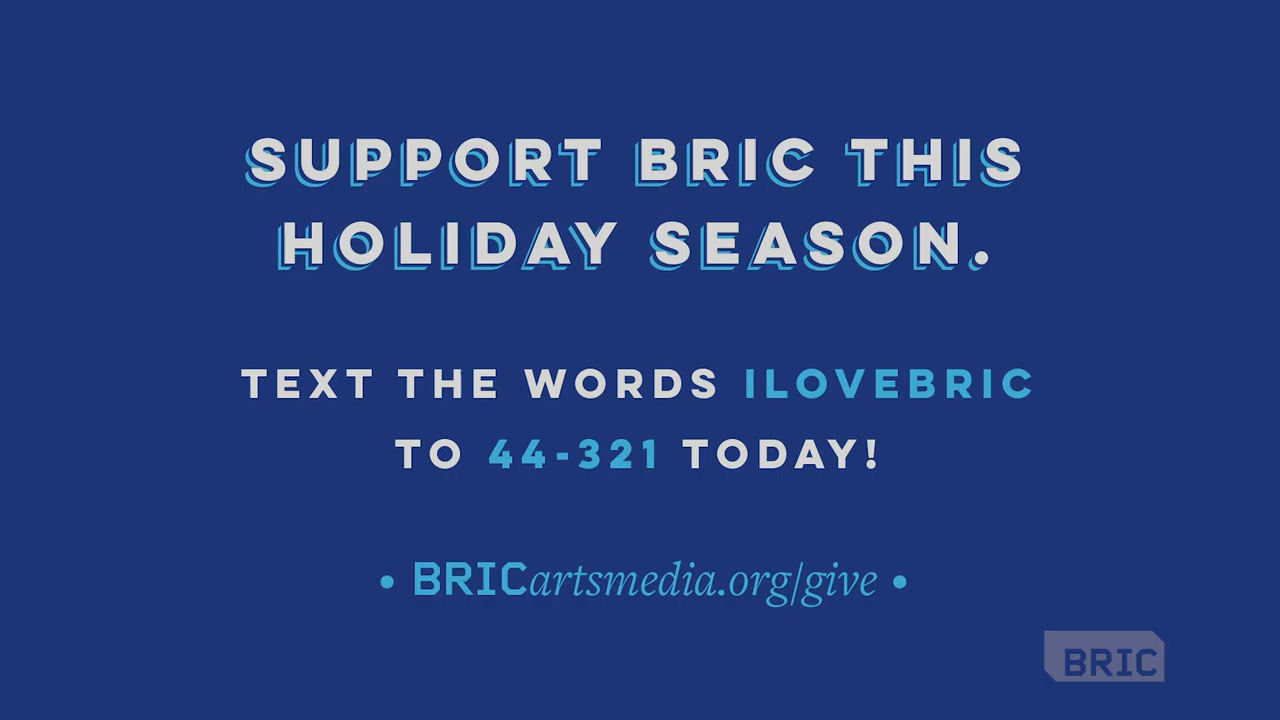 SUPPORT BRIC THIS
HOLIDAY SEASON.
TEXT THE WORDS ILOVEBRIC
TO 44-321 TODAY!
• BRICartsmedia.org/give •
BRIC